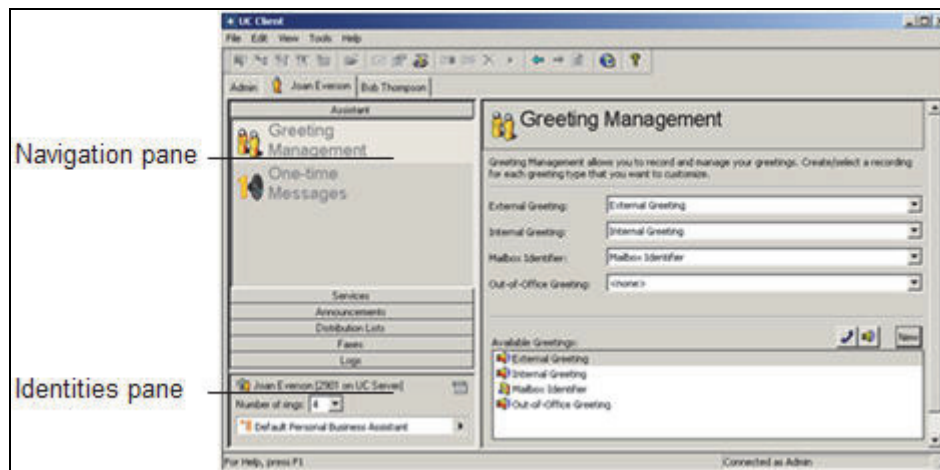 UC Client
File Edit View Tools Help
Admin Joan Everson Bob Thompson
Assistant
Greeting
Management
One-time
Messages
Services
Announcements
Distribution Lists
Faxes
Logs
Navigation pane
Identities pane
Joan Everson [2901 on UC Server]
Number of rings: 4
Default Personal Business Assistant
Greeting Management
Greeting Management allows you to record and manage your greetings. Create/select a recording
for each greeting type that you want to customize.
External Greeting: External Greeting
Internal Greeting: Internal Greeting
Mailbox Identifier: Mailbox Identifier
Out-of-Office Greeting: <none>
Available Greetings: New
External Greeting
Internal Greeting
Mailbox Identifier
Out-of-Office Greeting
For Help, press F1
Connected as Admin